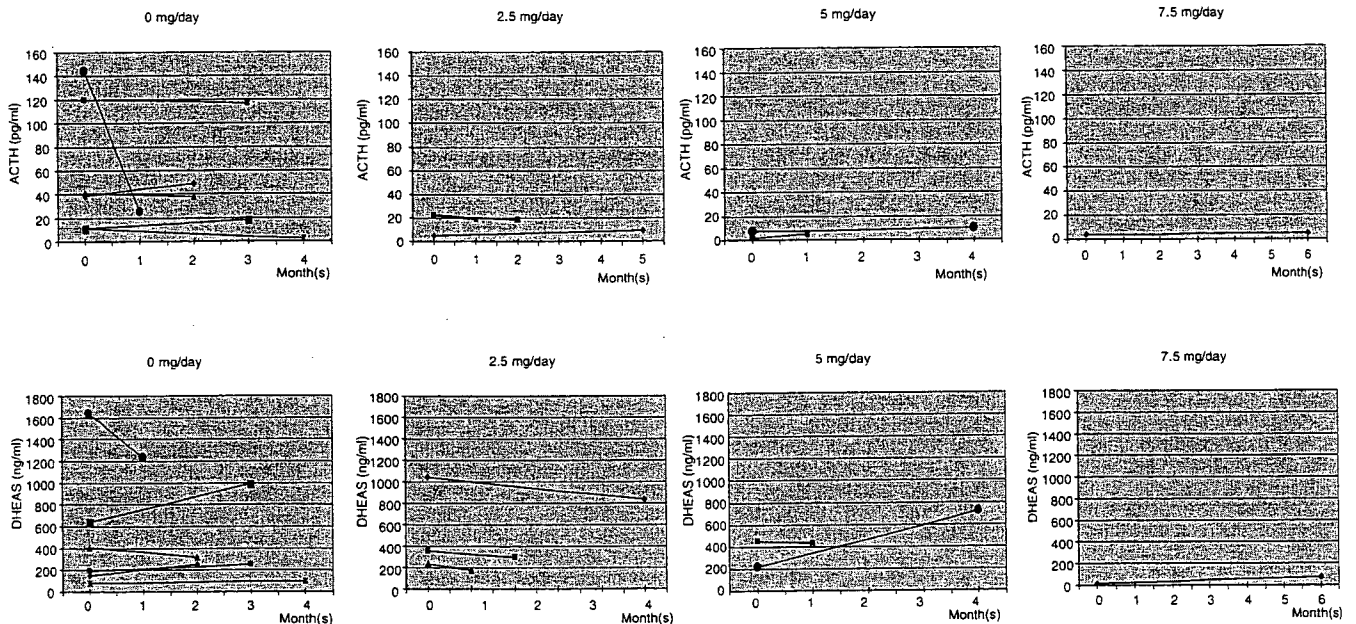 0 mg/day
2.5 mg/day
5 mg/day
7.5 mg/day
ACTH (pg/ml)
160
140
120
100
80
60
40
20
0
0 1 2 3 4
Month(s)
ACTH (pg/ml)
160
140
120
100
80
60
40
20
0
0 1 2 3 4 5
Month(s)
ACTH (pg/ml)
160
140
120
100
80
60
40
20
0
0 1 2 3 4
Month(s)
ACTH (pg/ml)
160
140
120
100
80
60
40
20
0
0 1 2 3 4 5 6
Month(s)
0 mg/day
2.5 mg/day
5 mg/day
7.5 mg/day
DHEAS (ng/ml)
1800
1600
1400
1200
1000
800
600
400
200
0
0 1 2 3 4
Month(s)
DHEAS (ng/ml)
1800
1600
1400
1200
1000
800
600
400
200
0
0 1 2 3 4
Month(s)
DHEAS (ng/ml)
1800
1600
1400
1200
1000
800
600
400
200
0
0 1 2 3 4
Month(s)
DHEAS (ng/ml)
1800
1600
1400
1200
1000
800
600
400
200
0
0 1 2 3 4 5 6
Month(s)